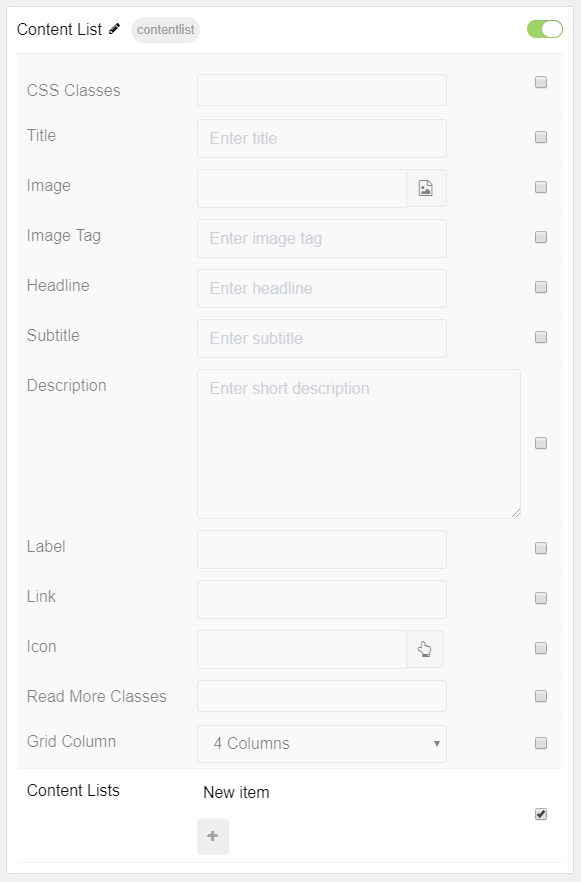 Content List contentlist
CSS Classes
Title Enter title
Image
Image Tag Enter image tag
Headline Enter headline
Subtitle Enter subtitle
Description Enter short description
Label
Link
Icon
Read More Classes
Grid Column 4 Columns
Content Lists New item